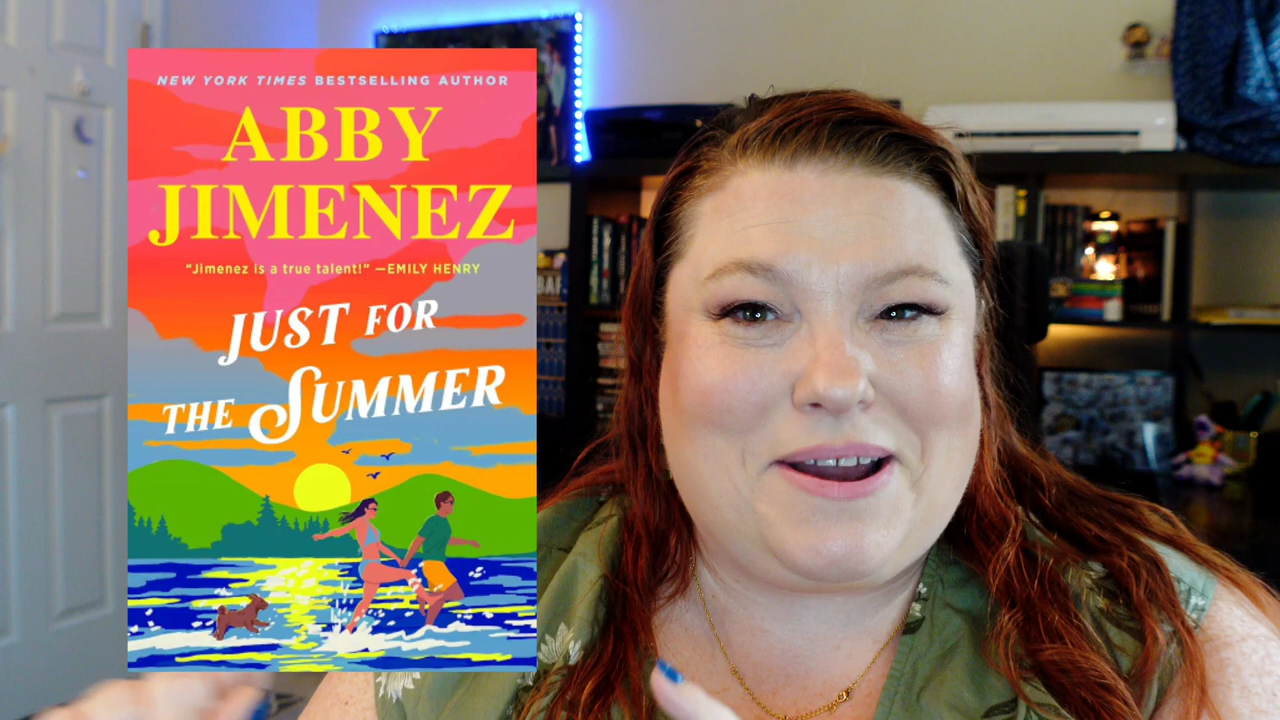 NEW YORK TIMES BESTSELLING AUTHOR
ABBY
JIMENEZ
“Jimenez is a true talent!” —EMILY HENRY
JUST FOR
THE SUMMER